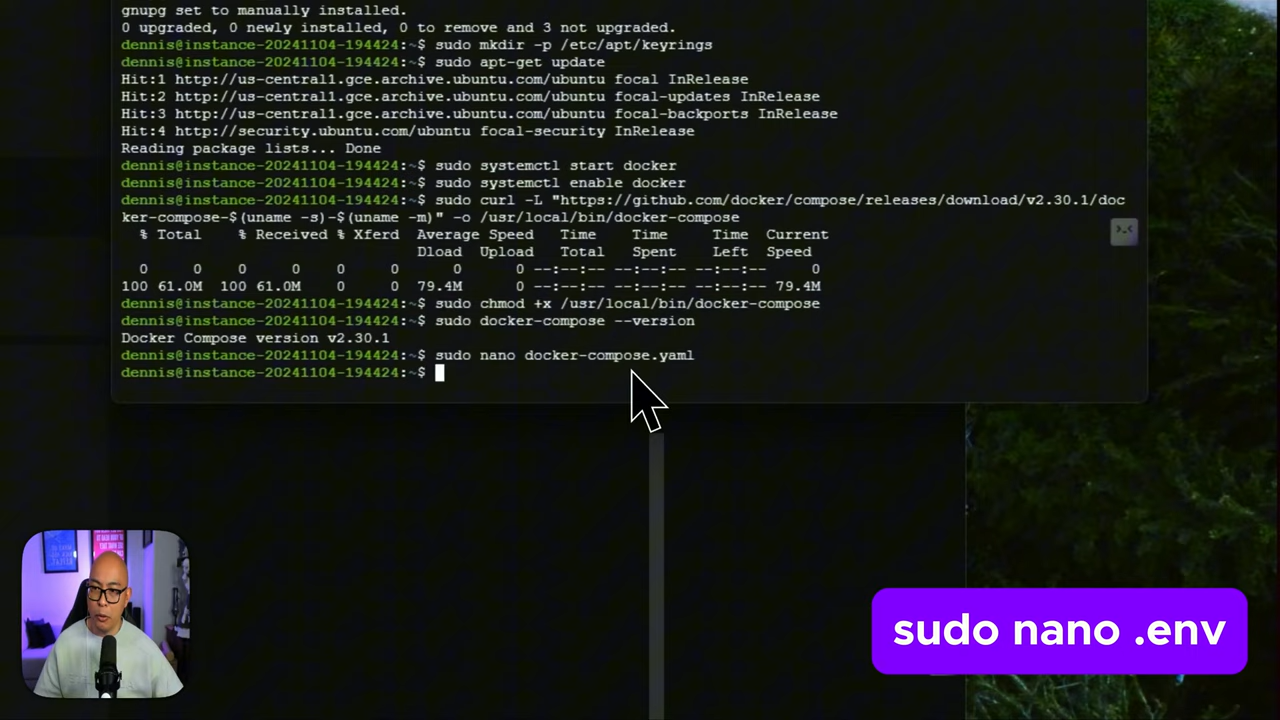 gnupg set to manually installed.
0 upgraded, 0 newly installed, 0 to remove and 3 not upgraded.
dennis@instance-20241104-194424:~$ sudo mkdir -p /etc/apt/keyrings
dennis@instance-20241104-194424:~$ sudo apt-get update
Hit:1 http://us-central1.gce.archive.ubuntu.com/ubuntu focal InRelease
Hit:2 http://us-central1.gce.archive.ubuntu.com/ubuntu focal-updates InRelease
Hit:3 http://us-central1.gce.archive.ubuntu.com/ubuntu focal-backports InRelease
Hit:4 http://security.ubuntu.com/ubuntu focal-security InRelease
Reading package lists... Done
dennis@instance-20241104-194424:~$ sudo systemctl start docker
dennis@instance-20241104-194424:~$ sudo systemctl enable docker
dennis@instance-20241104-194424:~$ sudo curl -L "https://github.com/docker/compose/releases/download/v2.30.1/doc
ker-compose-$(uname -s)-$(uname -m)" -o /usr/local/bin/docker-compose
% Total % Received % Xferd Average Speed Time Time Time Current
Dload Upload Total Spent Left Speed
0 0 0 0 0 0 0 0 --:--:-- --:--:-- --:--:-- 0
100 61.0M 100 61.0M 0 0 79.4M 0 --:--:-- --:--:-- --:--:-- 79.4M
dennis@instance-20241104-194424:~$ sudo chmod +x /usr/local/bin/docker-compose
dennis@instance-20241104-194424:~$ sudo docker-compose --version
Docker Compose version v2.30.1
dennis@instance-20241104-194424:~$ sudo nano docker-compose.yaml
dennis@instance-20241104-194424:~$
sudo nano .env